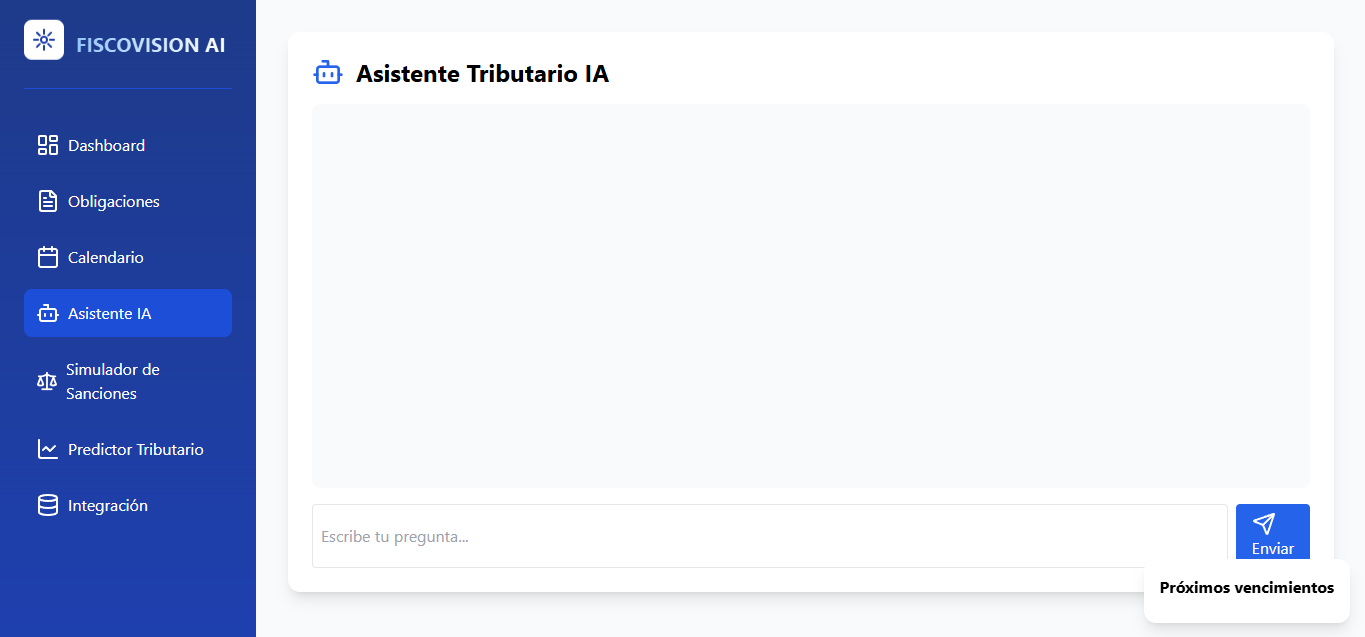 FISCOVISION AI
Dashboard
Obligaciones
Calendario
Asistente IA
Simulador de
Sanciones
Predictor Tributario
Integración
Asistente Tributario IA
Escribe tu pregunta...
Enviar
Próximos vencimientos